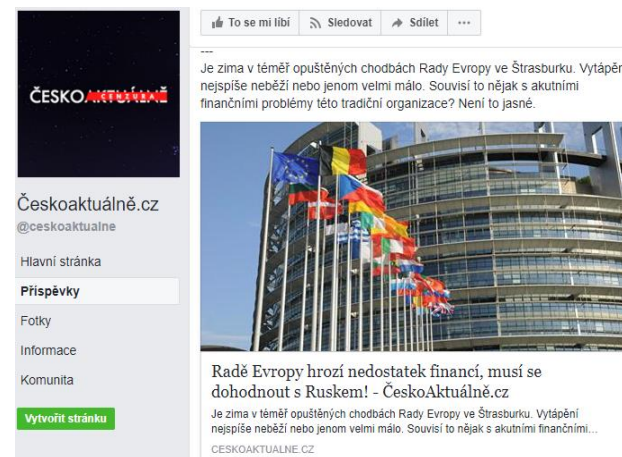 To se mi líbí
Sledovat
Sdílet
---
Je zima v téměř opuštěných chodbách Rady Evropy ve Štrasburku.
nejspíše neběží nebo jenom velmi málo. Souvisí to nějak s akutními
finančními problémy této tradiční organizace? Není to jasné.
ČESKOAKTUÁLNĚ
CENZURA
Českoaktuálně.cz
@ceskoaktualne
Hlavní stránka
Příspěvky
Fotky
Informace
Komunita
Vytvořit stránku
Radě Evropy hrozí nedostatek financí, musí se
dohodnout s Ruskem! - ČeskoAktuálně.cz
Je zima v téměř opuštěných chodbách Rady Evropy ve Štrasburku. Vytápění
nejspíše neběží nebo jenom velmi málo. Souvisí to nějak s akutními finančními...
CESKOAKTUALNE.CZ